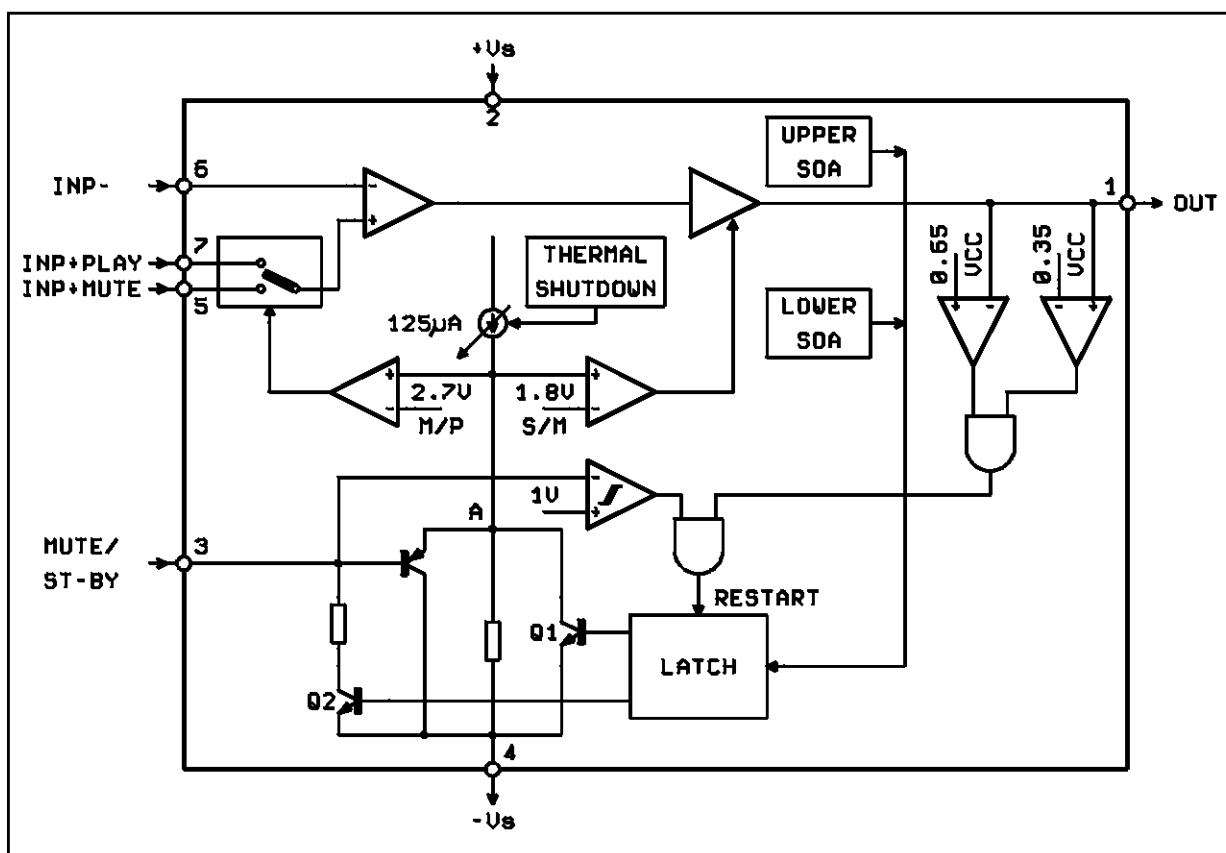 +Vs
2
UPPER
SOA
6
INP-
-
+
1
OUT
7
INP+PLAY
INP+MUTE
5
THERMAL
SHUTDOWN
0.65
VCC
0.35
VCC
+
-
-
+
125µA
LOWER
SOA
+
-
2.7V
M/P
1.8V
S/M
+
-
1V
-
+
A
MUTE/
ST-BY
3
RESTART
Q1
LATCH
Q2
4
-Vs